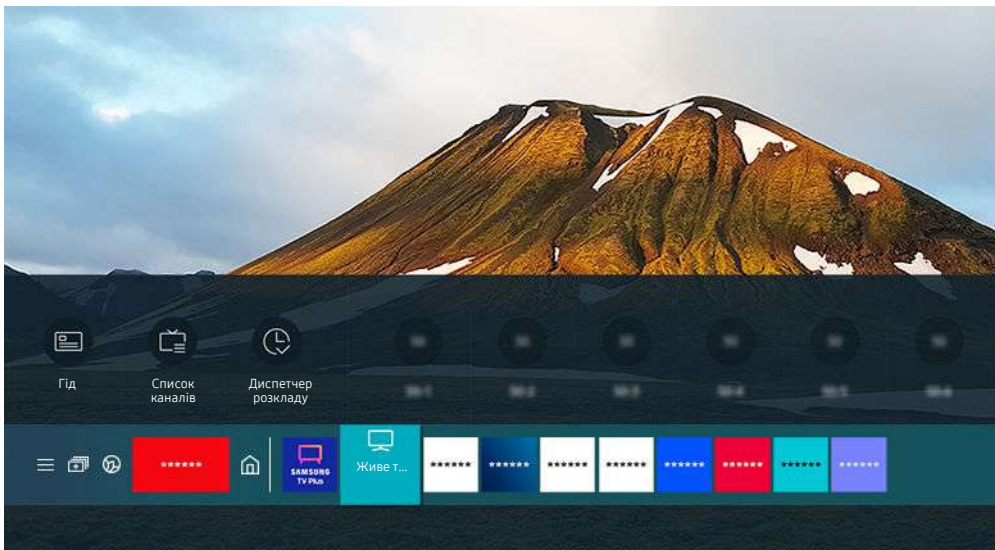 Гід
Список
каналів
Диспетчер
розкладу
******
SAMSUNG
TV Plus
Живе т...
******
******
******
******
******
******
******
******